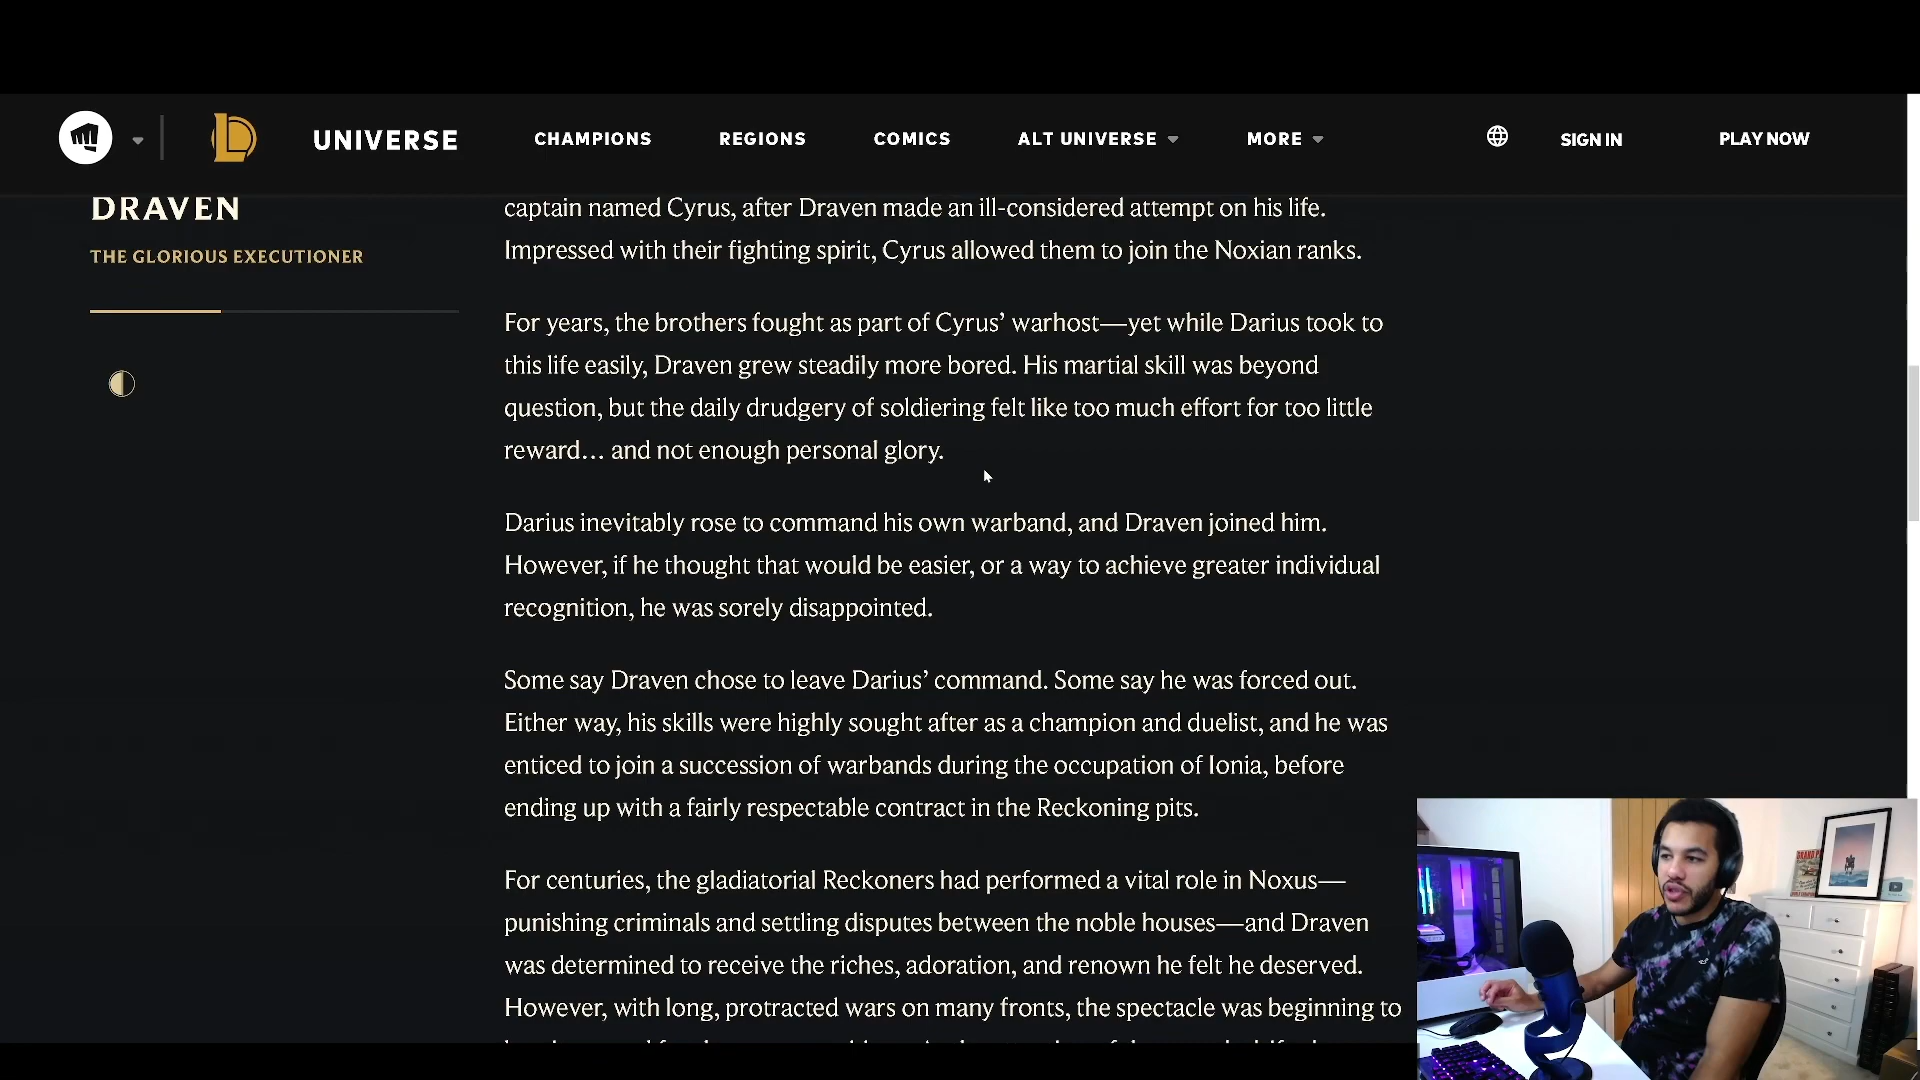 UNIVERSE
CHAMPIONS
REGIONS
COMICS
ALT UNIVERSE
MORE
SIGN IN
PLAY NOW
DRAVEN
THE GLORIOUS EXECUTIONER
captain named Cyrus, after Draven made an ill-considered attempt on his life.
Impressed with their fighting spirit, Cyrus allowed them to join the Noxian ranks.
For years, the brothers fought as part of Cyrus’ warhost—yet while Darius took to
this life easily, Draven grew steadily more bored. His martial skill was beyond
question, but the daily drudgery of soldiering felt like too much effort for too little
reward… and not enough personal glory.
Darius inevitably rose to command his own warband, and Draven joined him.
However, if he thought that would be easier, or a way to achieve greater individual
recognition, he was sorely disappointed.
Some say Draven chose to leave Darius’ command. Some say he was forced out.
Either way, his skills were highly sought after as a champion and duelist, and he was
enticed to join a succession of warbands during the occupation of Ionia, before
ending up with a fairly respectable contract in the Reckoning pits.
For centuries, the gladiatorial Reckoners had performed a vital role in Noxus—
punishing criminals and settling disputes between the noble houses—and Draven
was determined to receive the riches, adoration, and renown he felt he deserved.
However, with long, protracted wars on many fronts, the spectacle was beginning to